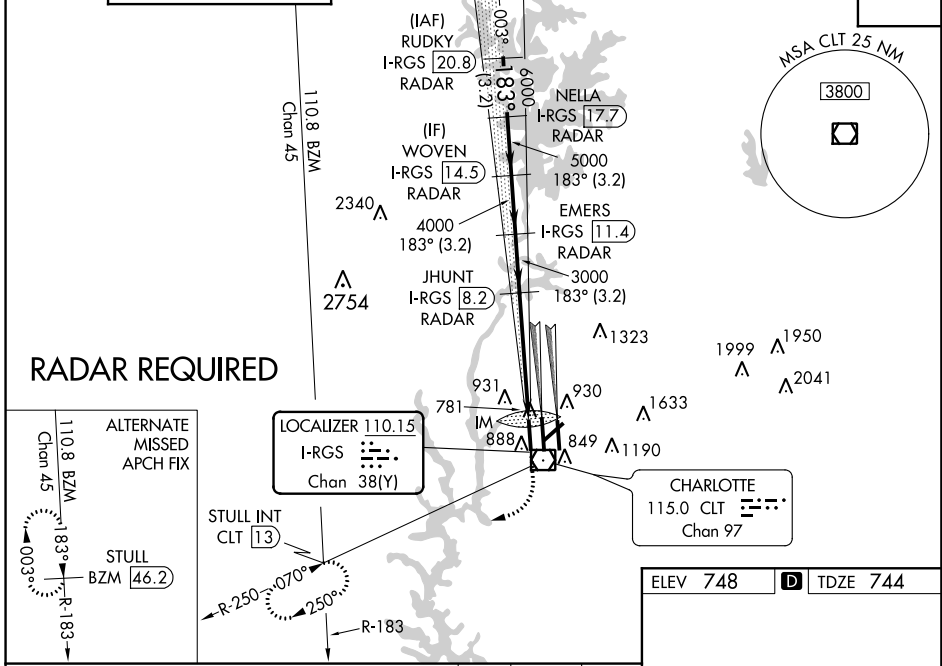 (IAF)
RUDKY
I-RGS 20.8
RADAR
003°
183°
(3.2)
6000
NELLA
I-RGS 17.7
RADAR
5000
183° (3.2)
(IF)
WOVEN
I-RGS 14.5
RADAR
4000
183° (3.2)
EMERS
I-RGS 11.4
RADAR
3000
183° (3.2)
JHUNT
I-RGS 8.2
RADAR
MSA CLT 25 NM
3800
110.8 BZM
Chan 45
2340
2754
1323
1950
1999
2041
931
930
1633
781
IM
888
849
1190
RADAR REQUIRED
ALTERNATE
MISSED
APCH FIX
110.8 BZM
Chan 45
183°
003°
STULL
BZM 46.2
R-183
LOCALIZER 110.15
I-RGS
Chan 38(Y)
CHARLOTTE
115.0 CLT
Chan 97
STULL INT
CLT 13
R-250
070°
250°
R-183
ELEV 748
D
TDZE 744